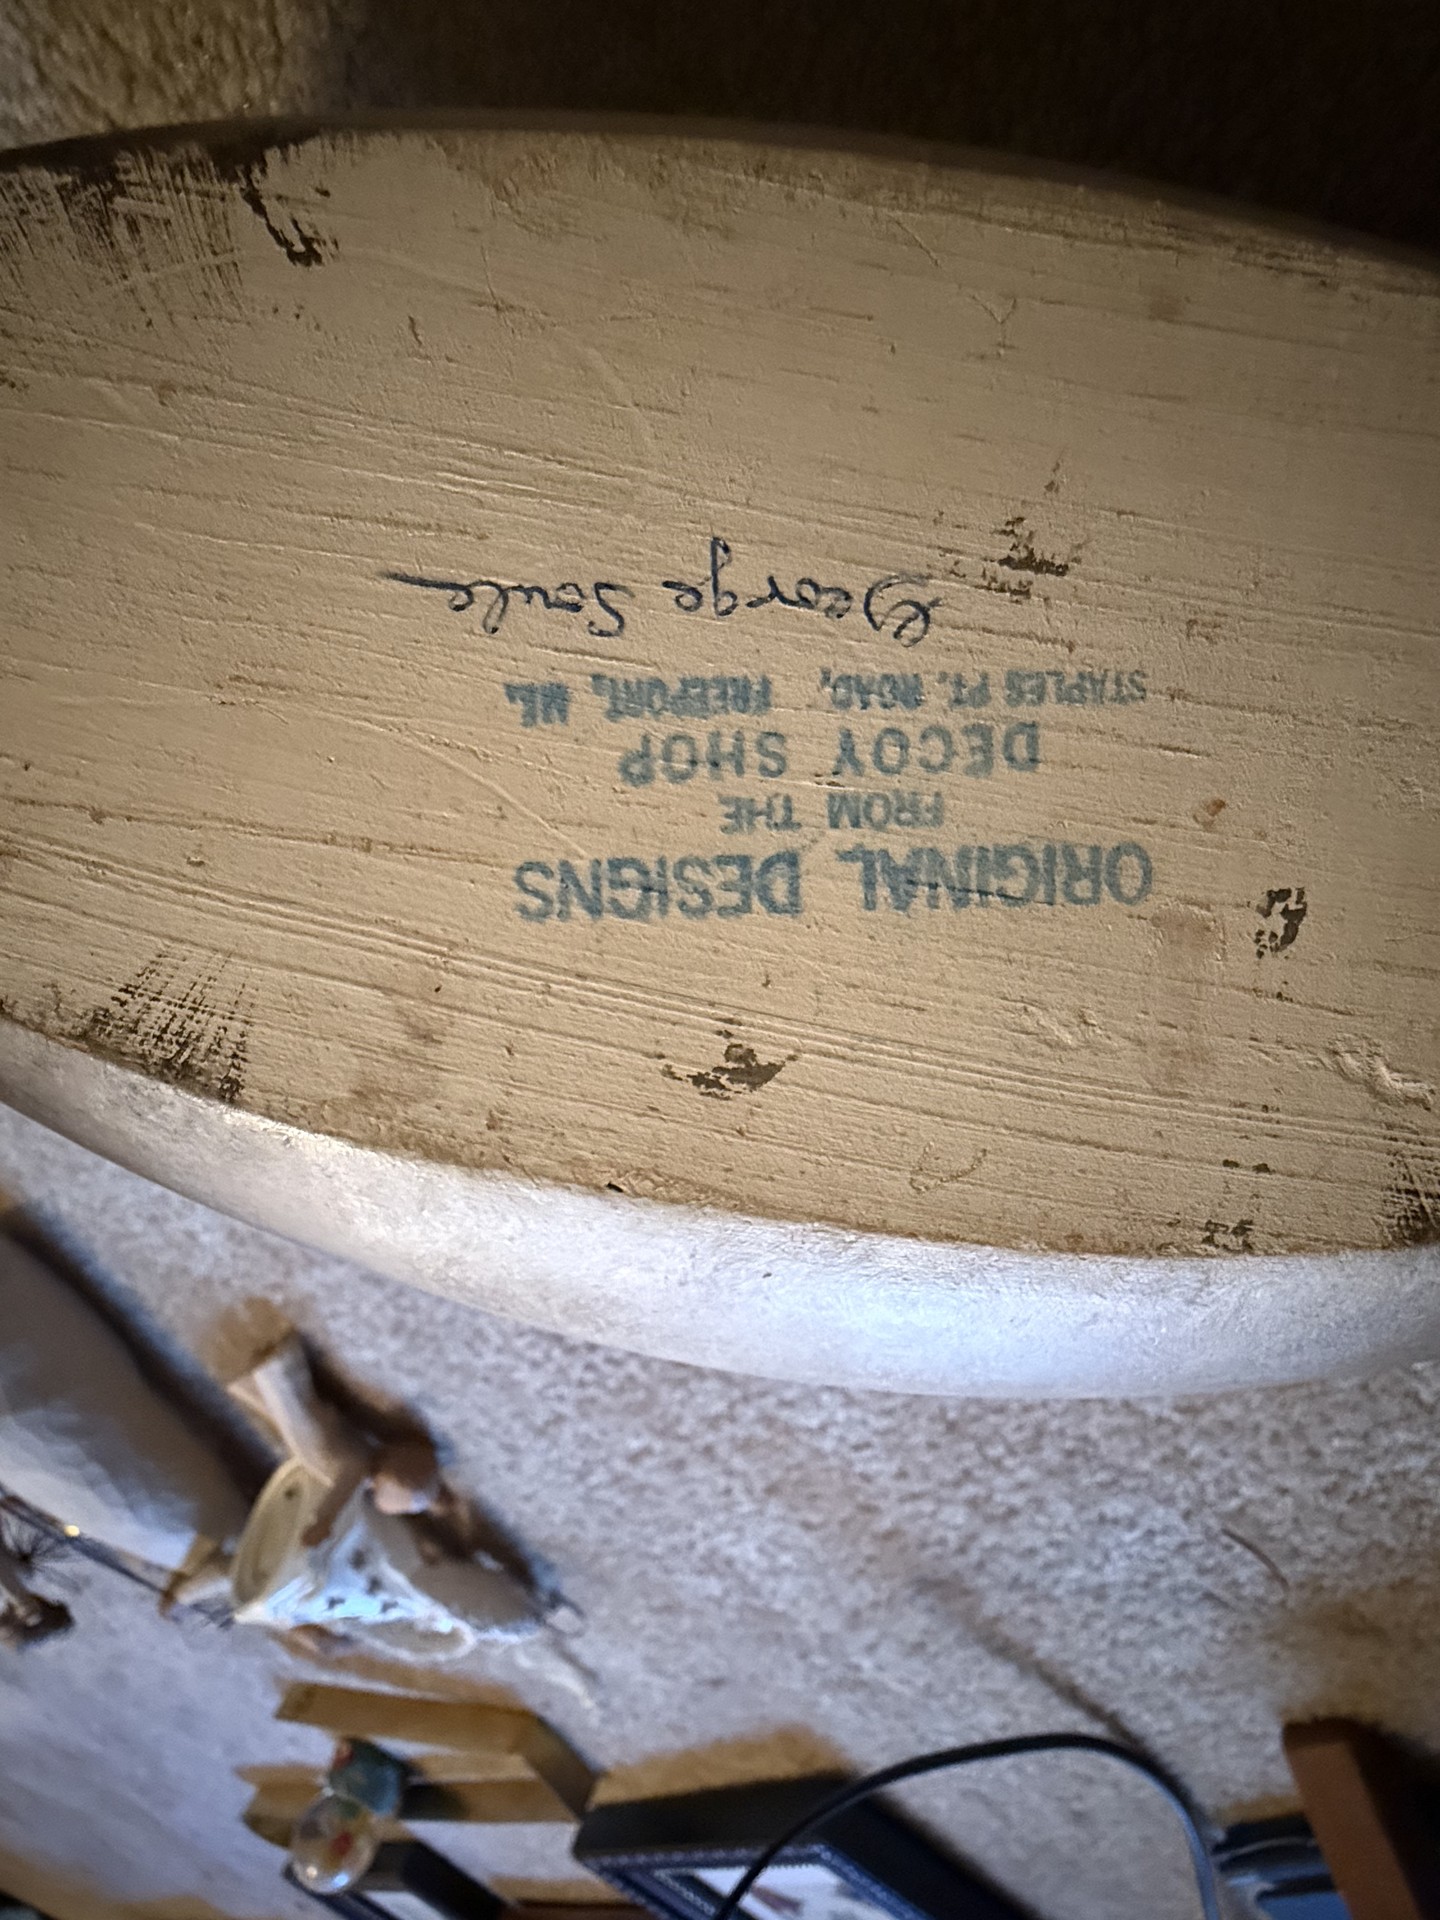 ORIGINAL DESIGNS
FROM THE
DECOY SHOP
STAPLES PT. ROAD, FREEPORT, ME.
George Soule